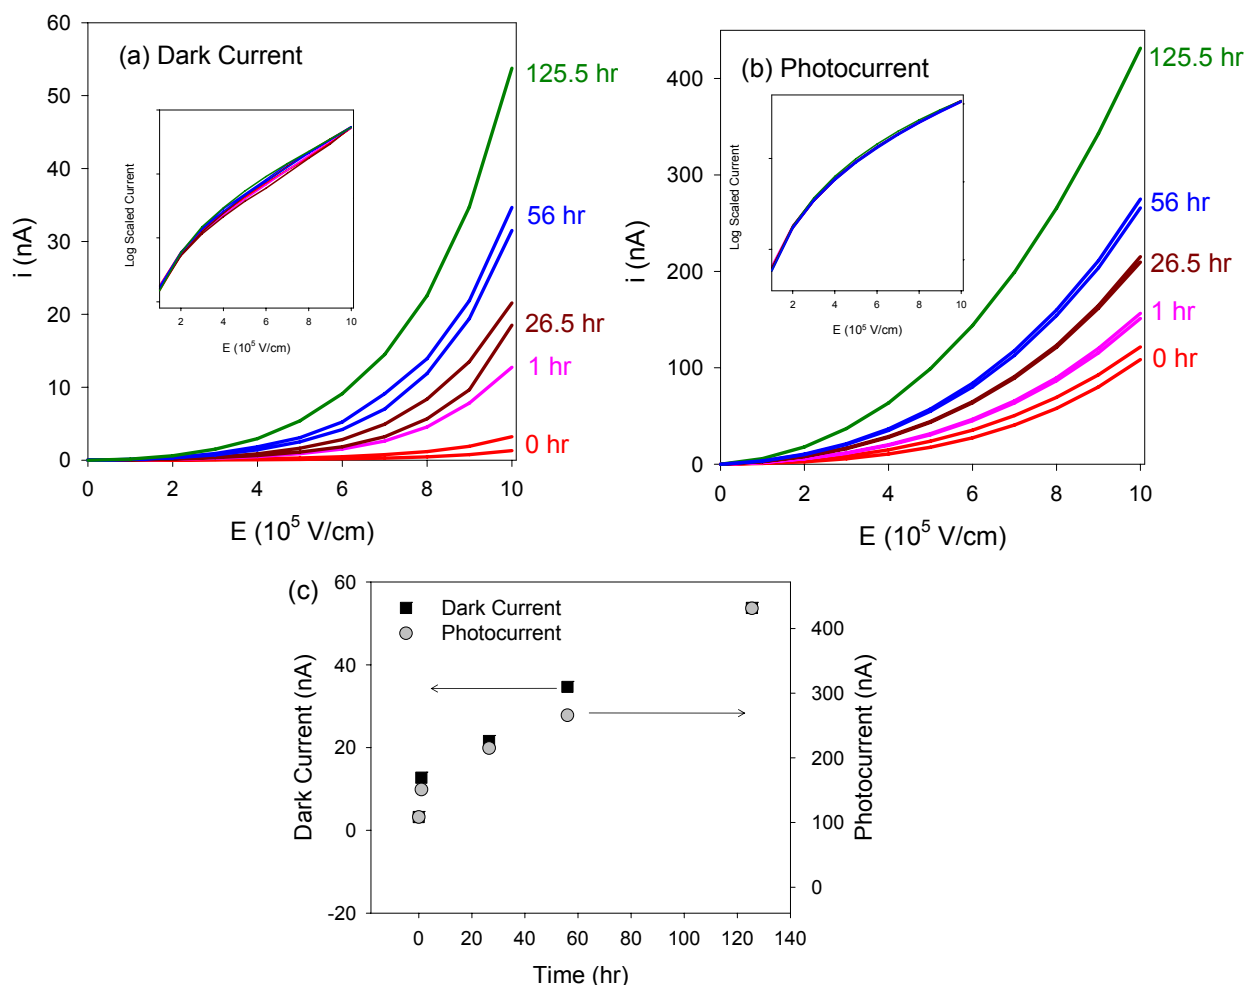 (a) Dark Current
60
50
40
30
20
10
0
i (nA)
0 2 4 6 8 10
E (10⁵ V/cm)
125.5 hr
56 hr
26.5 hr
1 hr
0 hr
Log Scaled Current
2 4 6 8 10
E (10⁵ V/cm)
(b) Photocurrent
400
300
200
100
0
i (nA)
0 2 4 6 8 10
E (10⁵ V/cm)
125.5 hr
56 hr
26.5 hr
1 hr
0 hr
Log Scaled Current
2 4 6 8 10
E (10⁵ V/cm)
(c)
Dark Current
Photocurrent
60
40
20
0
-20
Dark Current (nA)
400
300
200
100
0
Photocurrent (nA)
0 20 40 60 80 100 120 140
Time (hr)